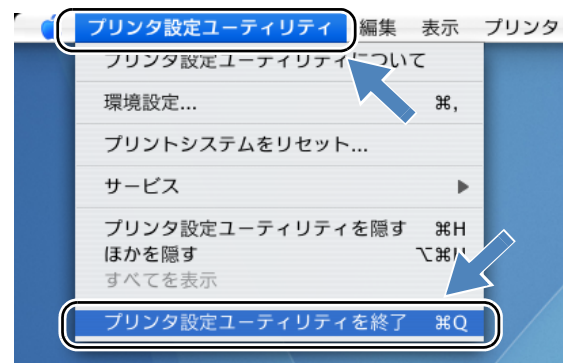 プリンタ設定ユーティリティ 編集 表示 プリンタ
プリンタ設定ユーティリティについて
環境設定... ⌘,
プリントシステムをリセット...
サービス ▶
プリンタ設定ユーティリティを隠す ⌘H
ほかを隠す ⌥⌘H
すべてを表示
プリンタ設定ユーティリティを終了 ⌘Q